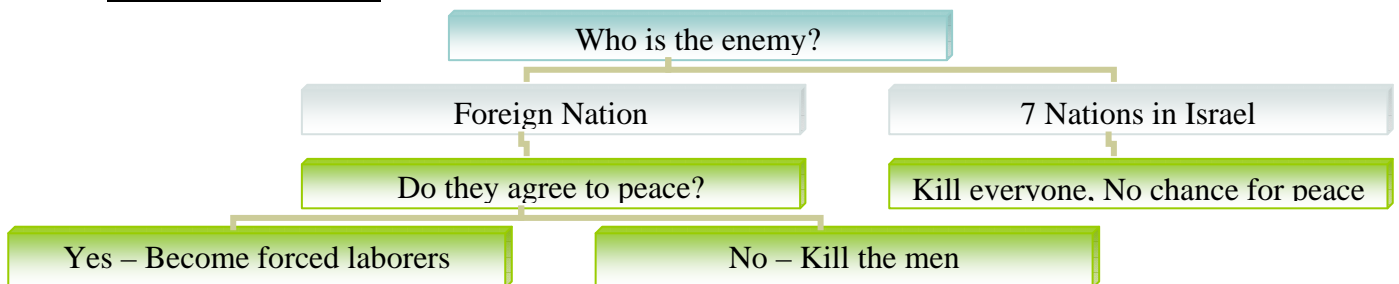 Who is the enemy?
Foreign Nation
7 Nations in Israel
Do they agree to peace?
Kill everyone, No chance for peace
Yes – Become forced laborers
No – Kill the men